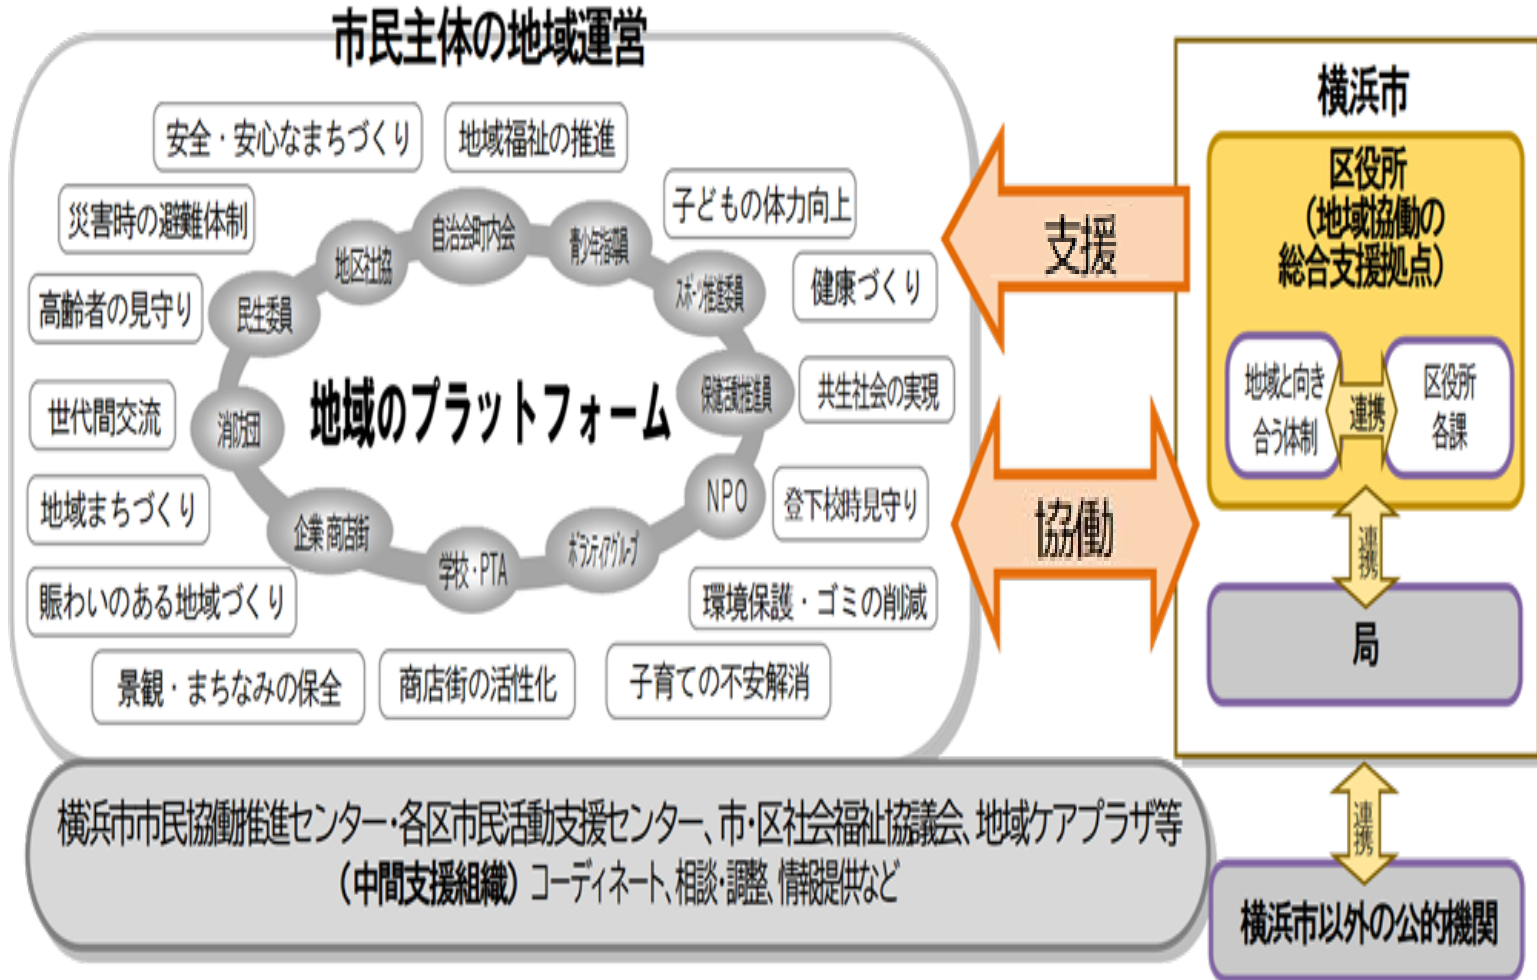 市民主体の地域運営
安全・安心なまちづくり
地域福祉の推進
災害時の避難体制
子どもの体力向上
高齢者の見守り
健康づくり
世代間交流
共生社会の実現
地域まちづくり
登下校時見守り
賑わいのある地域づくり
環境保護・ゴミの削減
景観・まちなみの保全
商店街の活性化
子育ての不安解消
自治会町内会
青少年指導員
スポーツ推進委員
保健活動推進員
NPO
ボランティアグループ
学校・PTA
企業 商店街
消防団
民生委員
地区社協
地域のプラットフォーム
支援
協働
横浜市
区役所
（地域協働の
総合支援拠点）
地域と向き
合う体制
連携
区役所
各課
連携
局
連携
横浜市以外の公的機関
横浜市市民協働推進センター・各区市民活動支援センター、市・区社会福祉協議会、地域ケアプラザ等
（中間支援組織）コーディネート、相談・調整、情報提供など